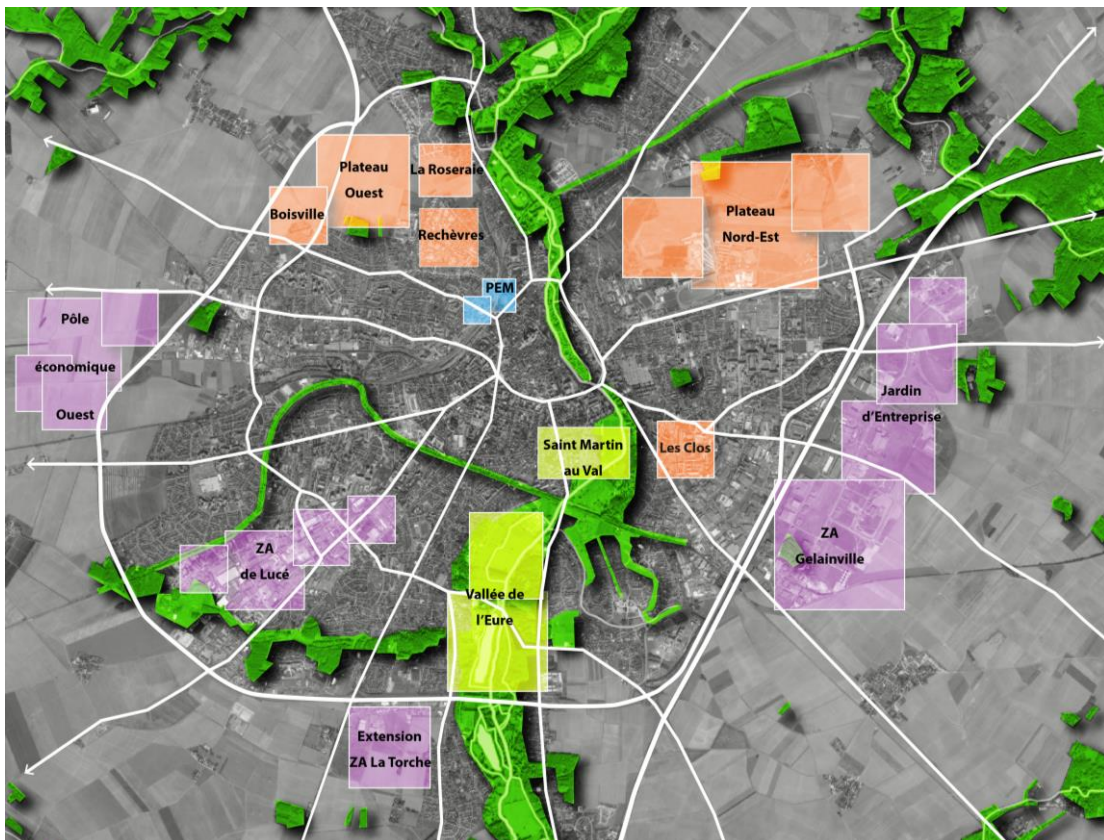 Plateau
Ouest
La Roseraie
Boisville
Rechèvres
Plateau
Nord-Est
PEM
Pôle
économique
Ouest
Jardin
d'Entreprise
Saint Martin
au Val
Les Clos
ZA
de Lucé
ZA
Gelainville
Vallée de
l'Eure
Extension
ZA La Torche